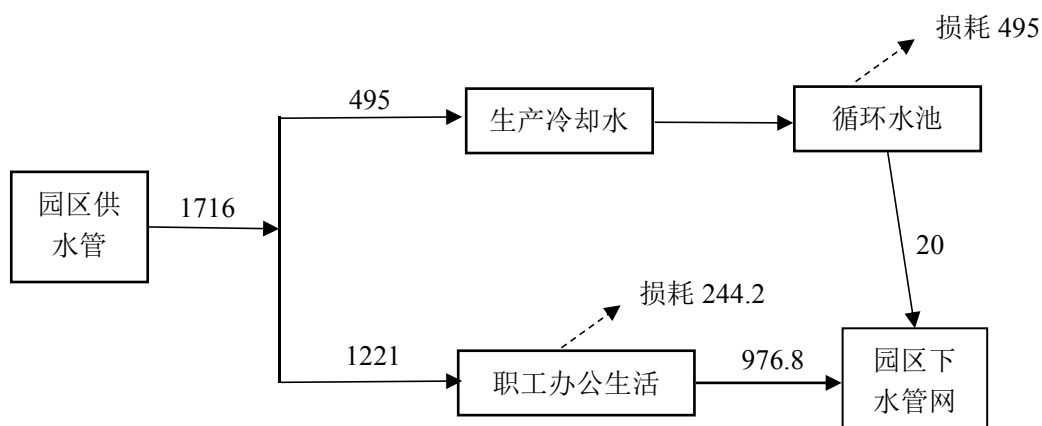 损耗 495
495
生产冷却水
循环水池
园区供
水管
1716
20
损耗 244.2
1221
职工办公生活
976.8
园区下
水管网